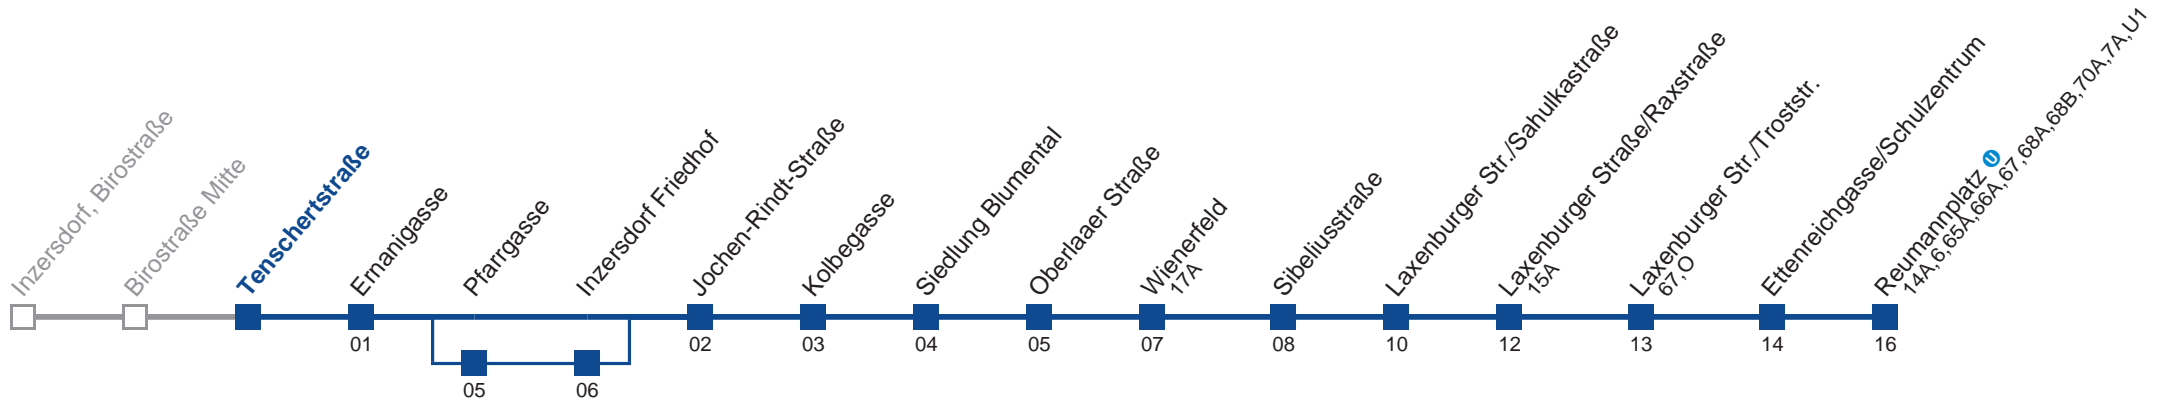 Inzersdorf, Birostraße
Birostraße Mitte
Tenschertstraße
Ernanigasse
Pfarrgasse
Inzersdorf Friedhof
Jochen-Rindt-Straße
Kolbegasse
Siedlung Blumental
Oberlaaer Straße
Wienerfeld
17A
Sibeliusstraße
Laxenburger Str./Sahulkastraße
Laxenburger Straße/Raxstraße
15A
Laxenburger Str./Troststr.
67,O
Ettenreichgasse/Schulzentrum
Reumannplatz U
14A,6,65A,66A,67,68A,68B,70A,7A,U1
01
02
03
04
05
07
08
10
12
13
14
16
05
06